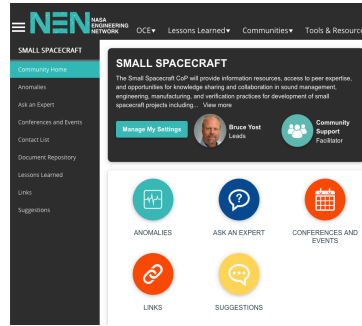 NEN NASA
ENGINEERING
NETWORK
OCE▾ Lessons Learned▾ Communities▾ Tools & Resource
SMALL SPACECRAFT
Community Home
Anomalies
Ask an Expert
Conferences and Events
Contact List
Document Repository
Lessons Learned
Links
Suggestions
SMALL SPACECRAFT
The Small Spacecraft CoP will provide information resources, access to peer expertise,
and opportunities for knowledge sharing and collaboration in sound management,
engineering, manufacturing, and verification practices for development of small
spacecraft projects including... View more
Manage My Settings
Bruce Yost
Leads
Community
Support
Facilitator
ANOMALIES
ASK AN EXPERT
CONFERENCES AND
EVENTS
LINKS
SUGGESTIONS